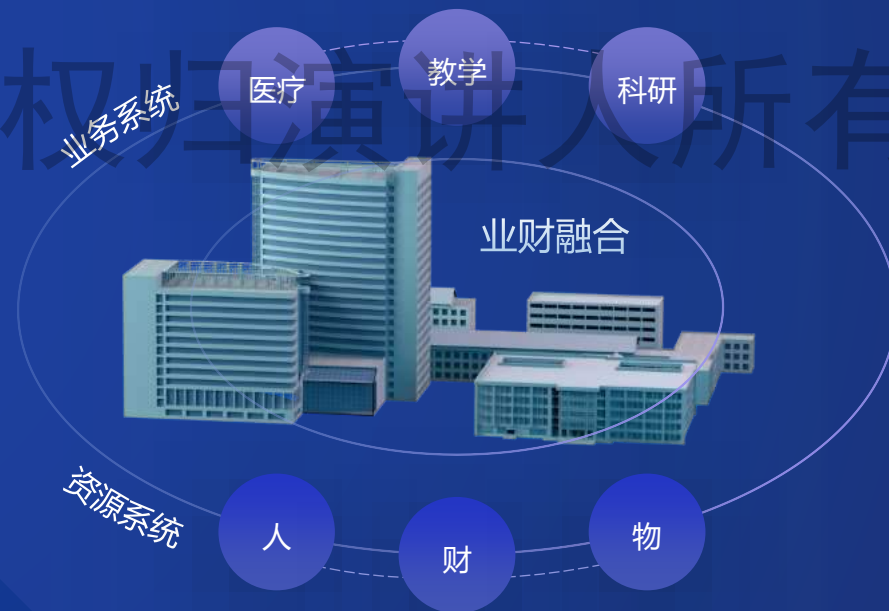 医疗
教学
科研
业务系统
权归演讲人所有
业财融合
资源系统
人
财
物